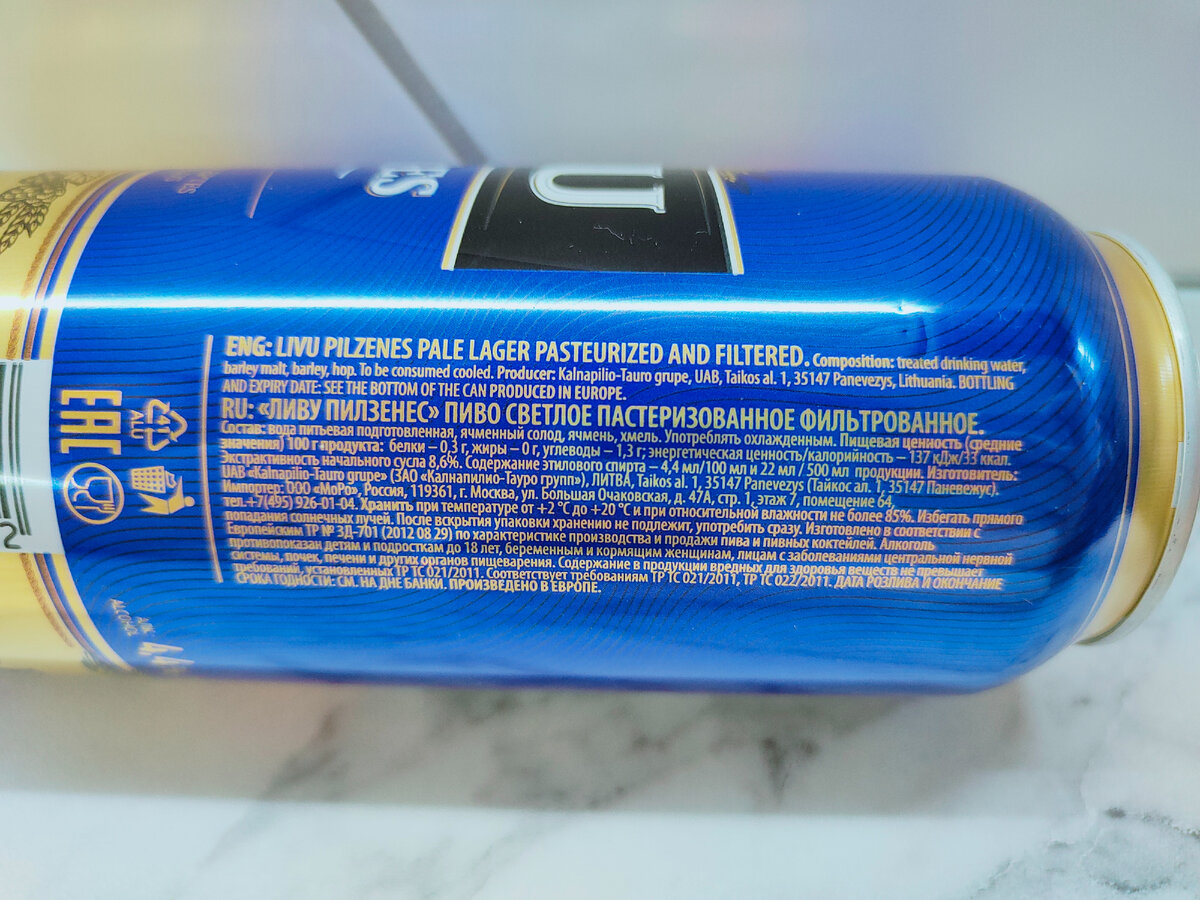 U
ES
ENG: LIVU PILZENES PALE LAGER PASTEURIZED AND FILTERED. Composition: treated drinking water,
barley malt, barley, hop. To be consumed cooled. Producer: Kalnapilio-Tauro grupe, UAB, Taikos al. 1, 35147 Panevezys, Lithuania. BOTTLING
AND EXPIRY DATE: SEE THE BOTTOM OF THE CAN PRODUCED IN EUROPE.
RU: «ЛИВУ ПИЛЗЕНЕС» ПИВО СВЕТЛОЕ ПАСТЕРИЗОВАННОЕ ФИЛЬТРОВАННОЕ.
Состав: вода питьевая подготовленная, ячменный солод, ячмень, хмель. Употреблять охлажденным. Пищевая ценность (средние
значения) 100 г продукта: белки – 0,3 г, жиры – 0 г, углеводы – 1,3 г; энергетическая ценность/калорийность – 137 кДж/33 ккал.
Экстрактивность начального сусла 8,6%. Содержание этилового спирта – 4,4 мл/100 мл и 22 мл / 500 мл продукции. Изготовитель:
UAB «Kalnapilio-Tauro grupe» (ЗАО «Калнапилио-Тауро групп»), ЛИТВА, Taikos al. 1, 35147 Panevezys (Тайкос ал. 1, 35147 Паневежус).
Импортер: ООО «МоРо», Россия, 119361, г. Москва, ул. Большая Очаковская, д. 47А, стр. 1, этаж 7, помещение 64,
тел.+7(495) 926-01-04. Хранить при температуре от +2 °С до +20 °С и при относительной влажности не более 85%. Избегать прямого
попадания солнечных лучей. После вскрытия упаковки хранению не подлежит, употребить сразу. Изготовлено в соответствии с
Европейским ТР № 3Д-701 (2012 08 29) по характеристике производства и продажи пива и пивных коктейлей. Алкоголь
противопоказан детям и подросткам до 18 лет, беременным и кормящим женщинам, лицам с заболеваниями центральной нервной
системы, почек, печени и других органов пищеварения. Содержание в продукции вредных для здоровья веществ не превышает
требований, установленных ТР ТС 021/2011. Соответствует требованиям ТР ТС 021/2011, ТР ТС 022/2011. ДАТА РОЗЛИВА И ОКОНЧАНИЕ
СРОКА ГОДНОСТИ: СМ. НА ДНЕ БАНКИ. ПРОИЗВЕДЕНО В ЕВРОПЕ.
EAC
41
ALU
2
ALCOHOL